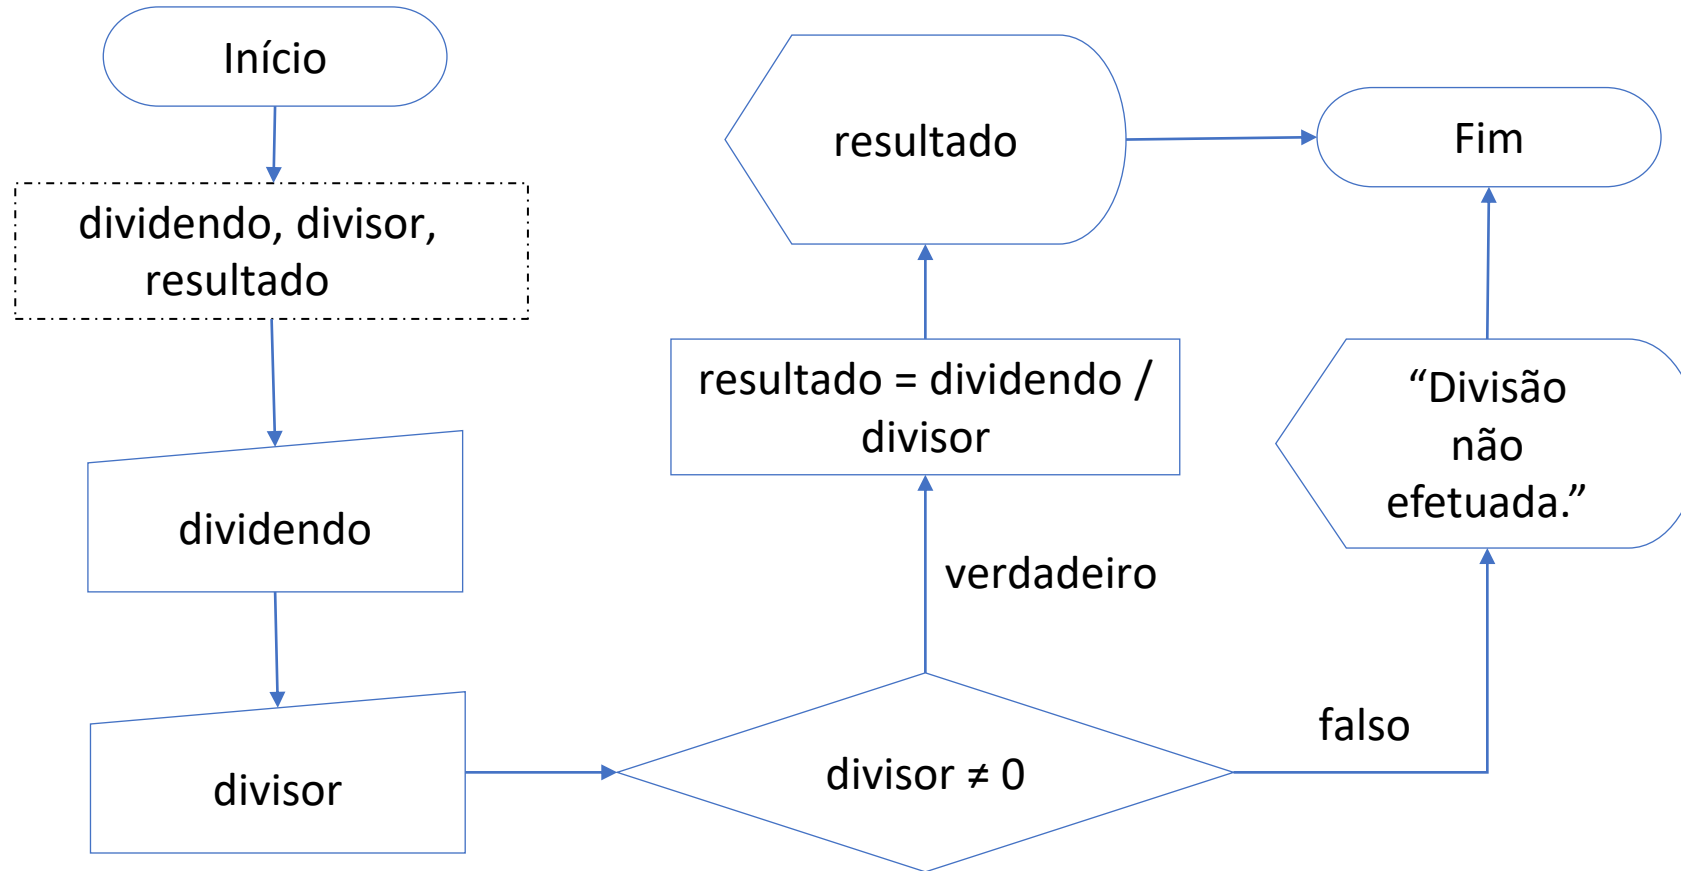 Início
dividendo, divisor,
resultado
dividendo
divisor
divisor ≠ 0
verdadeiro
resultado = dividendo /
divisor
resultado
falso
“Divisão
não
efetuada.”
Fim